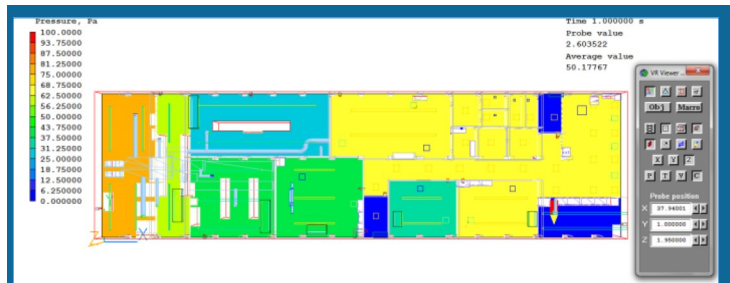 Pressure, Pa
100.0000
93.75000
87.50000
81.25000
75.00000
68.75000
62.50000
56.25000
50.00000
43.75000
37.50000
31.25000
25.00000
18.75000
12.50000
6.250000
0.000000
Time 1.000000 s
Probe value
2.603522
Average value
50.17767
VR Viewer ...
Obj Macro
X Y Z
P T V C
Probe position
X 37.94001
Y 1.000000
Z 1.950000
Z X